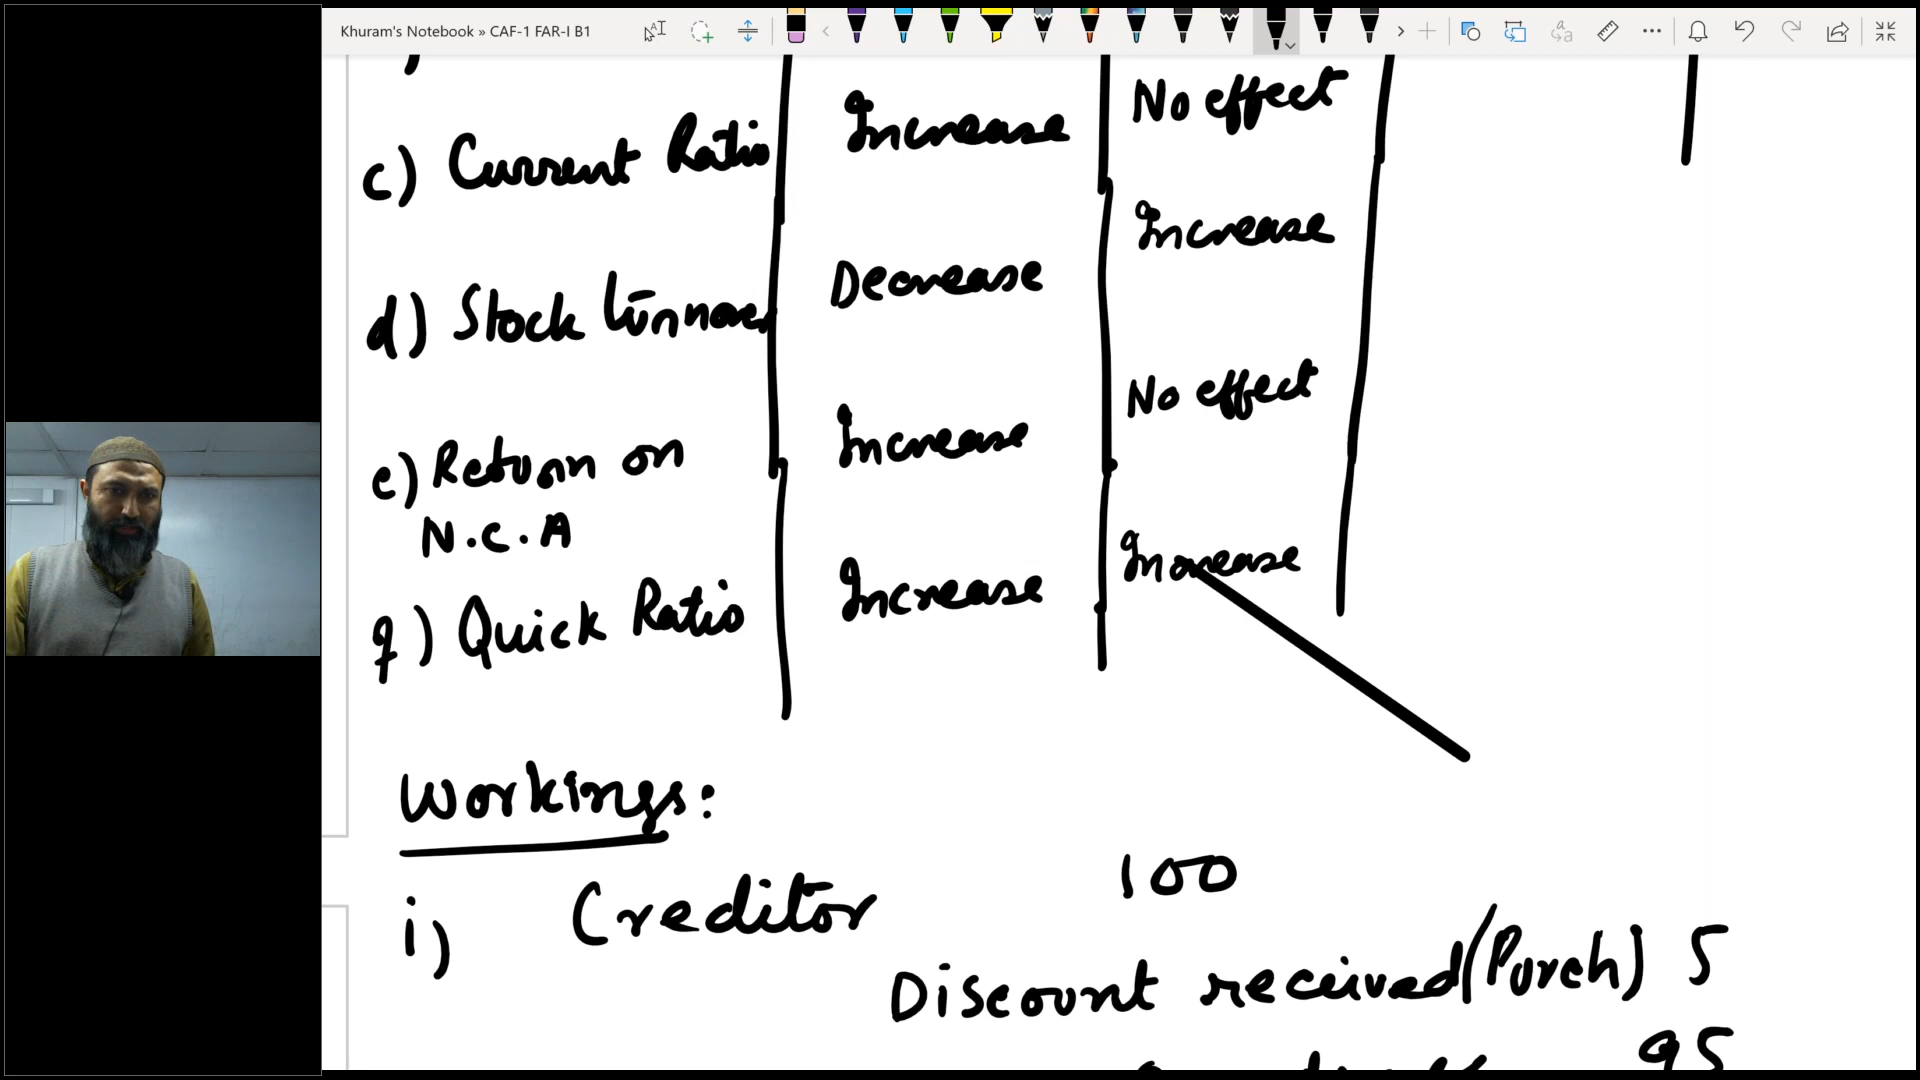 Khuram's Notebook » CAF-1 FAR-I B1
No effect
c) Current Ratio Increase
Increase
d) Stock turnover Decrease
No effect
e) Return on Increase
N.C.A
Increase
f) Quick Ratio Increase
Workings:
100
i) Creditor
Discount received (Purch) 5
95